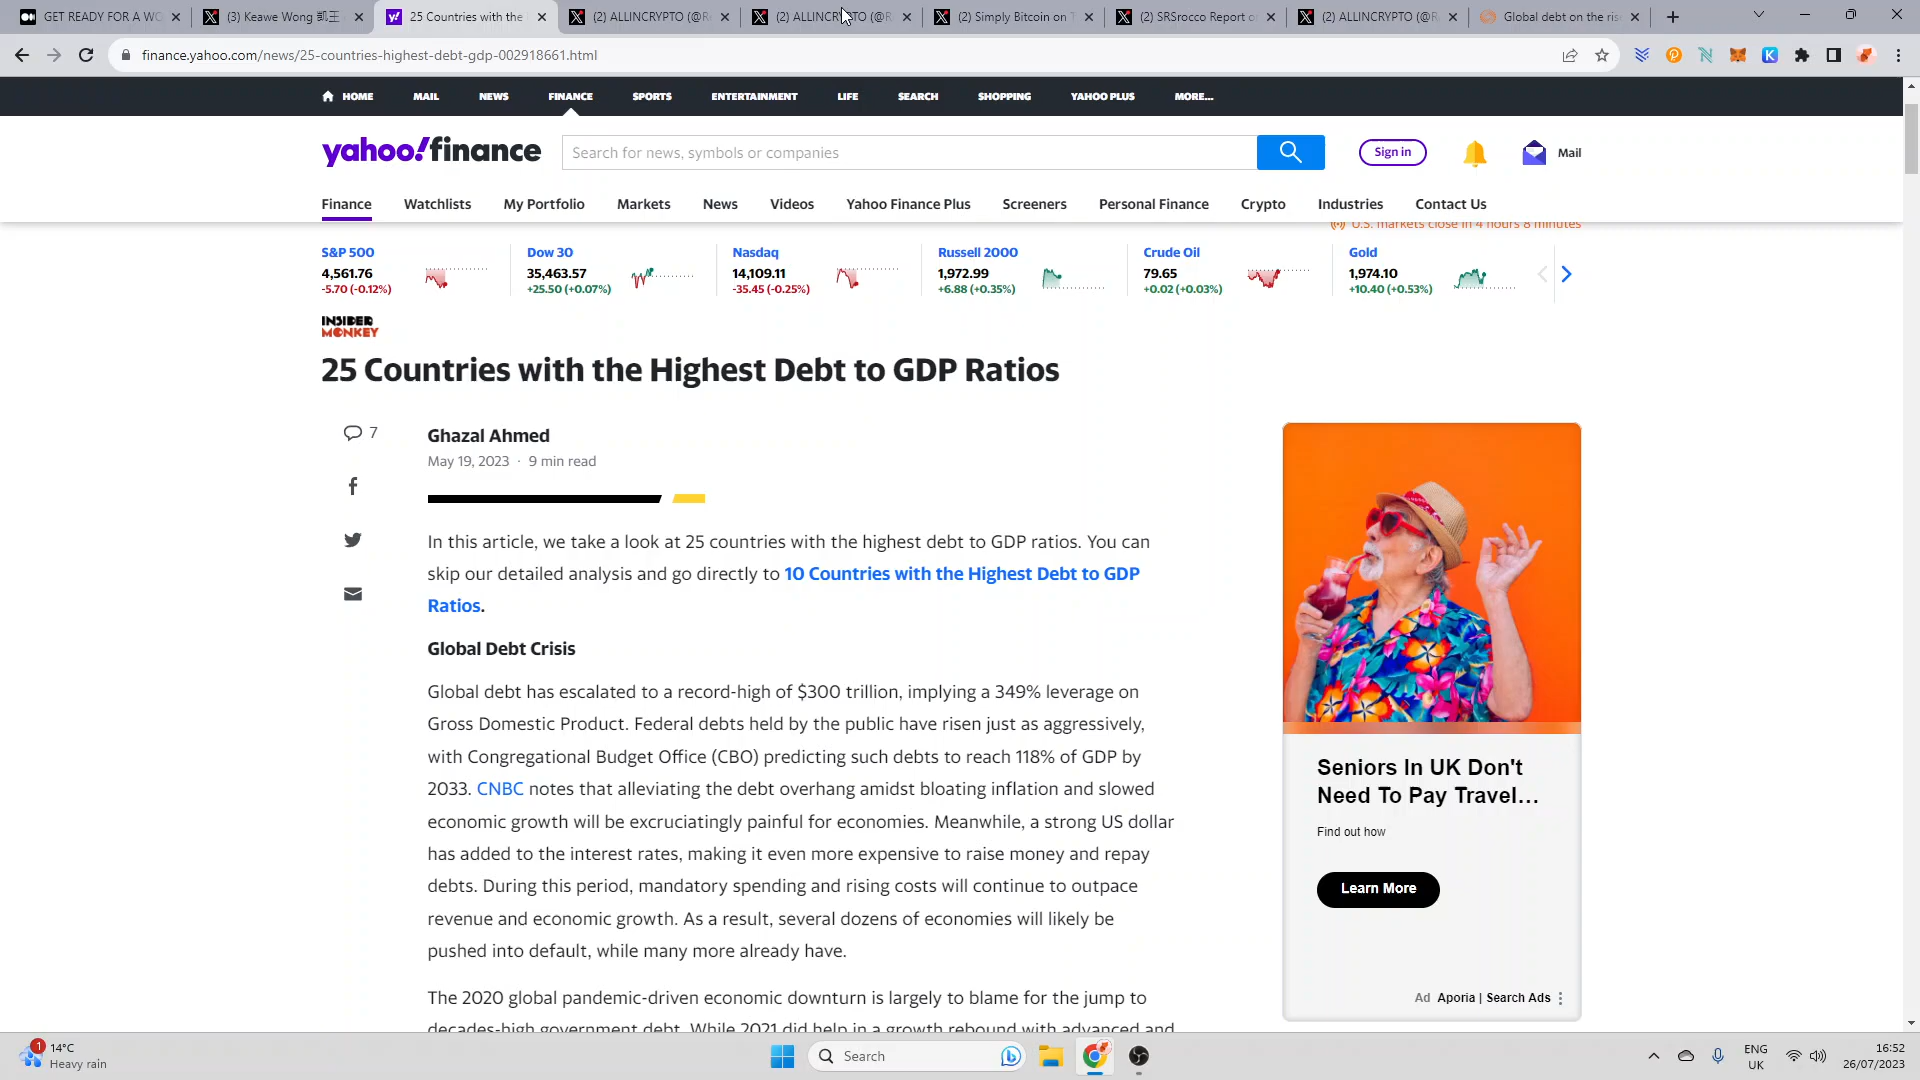 GET READY FOR A WO
(3) Keawe Wong 凯王
25 Countries with the
(2) ALLINCRYPTO (@R
(2) ALLINCRYPTO (@R
(2) Simply Bitcoin on T
(2) SRSrocco Report o
(2) ALLINCRYPTO (@R
Global debt on the ris
finance.yahoo.com/news/25-countries-highest-debt-gdp-002918661.html
HOME MAIL NEWS FINANCE SPORTS ENTERTAINMENT LIFE SEARCH SHOPPING YAHOO PLUS MORE...
yahoo!finance
Search for news, symbols or companies
Sign in
Mail
Finance Watchlists My Portfolio Markets News Videos Yahoo Finance Plus Screeners Personal Finance Crypto Industries Contact Us
U.S. markets close in 4 hours 8 minutes
S&P 500
4,561.76
-5.70 (-0.12%)
Dow 30
35,463.57
+25.50 (+0.07%)
Nasdaq
14,109.11
-35.45 (-0.25%)
Russell 2000
1,972.99
+6.88 (+0.35%)
Crude Oil
79.65
+0.02 (+0.03%)
Gold
1,974.10
+10.40 (+0.53%)
INSIDER
MONKEY
25 Countries with the Highest Debt to GDP Ratios
7
Ghazal Ahmed
May 19, 2023 · 9 min read
In this article, we take a look at 25 countries with the highest debt to GDP ratios. You can
skip our detailed analysis and go directly to 10 Countries with the Highest Debt to GDP
Ratios.
Global Debt Crisis
Global debt has escalated to a record-high of $300 trillion, implying a 349% leverage on
Gross Domestic Product. Federal debts held by the public have risen just as aggressively,
with Congregational Budget Office (CBO) predicting such debts to reach 118% of GDP by
2033. CNBC notes that alleviating the debt overhang amidst bloating inflation and slowed
economic growth will be excruciatingly painful for economies. Meanwhile, a strong US dollar
has added to the interest rates, making it even more expensive to raise money and repay
debts. During this period, mandatory spending and rising costs will continue to outpace
revenue and economic growth. As a result, several dozens of economies will likely be
pushed into default, while many more already have.
The 2020 global pandemic-driven economic downturn is largely to blame for the jump to
decades-high government debt. While 2021 did help in a growth rebound with advanced and
Seniors In UK Don't
Need To Pay Travel...
Find out how
Learn More
Ad Aporia | Search Ads
1
14°C
Heavy rain
Search
ENG
UK
16:52
26/07/2023